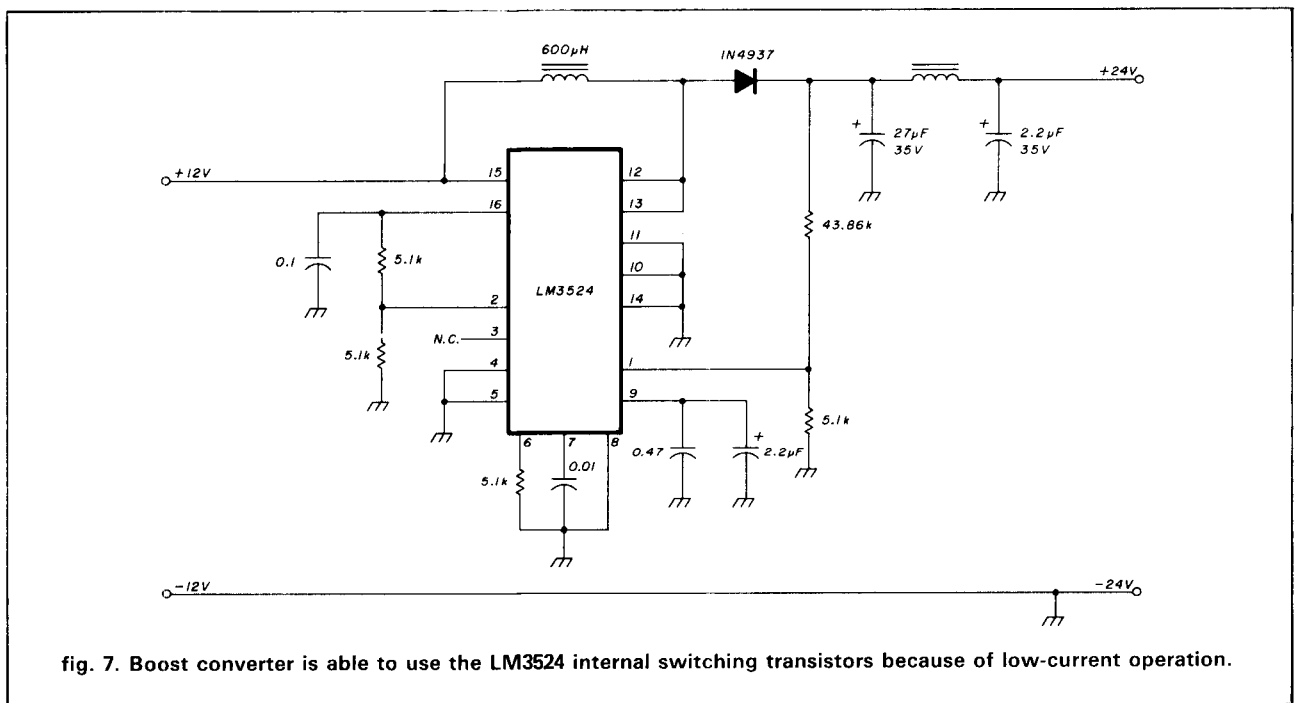 600µH
1N4937
+24V
+
27µF
35V
+
2.2µF
35V
+12V
15
12
16
13
11
43.86k
0.1
5.1k
10
LM3524
2
14
N.C.
3
5.1k
4
1
5
9
6
7
8
+
5.1k
0.47
2.2µF
5.1k
0.01
-12V
-24V
fig. 7. Boost converter is able to use the LM3524 internal switching transistors because of low-current operation.